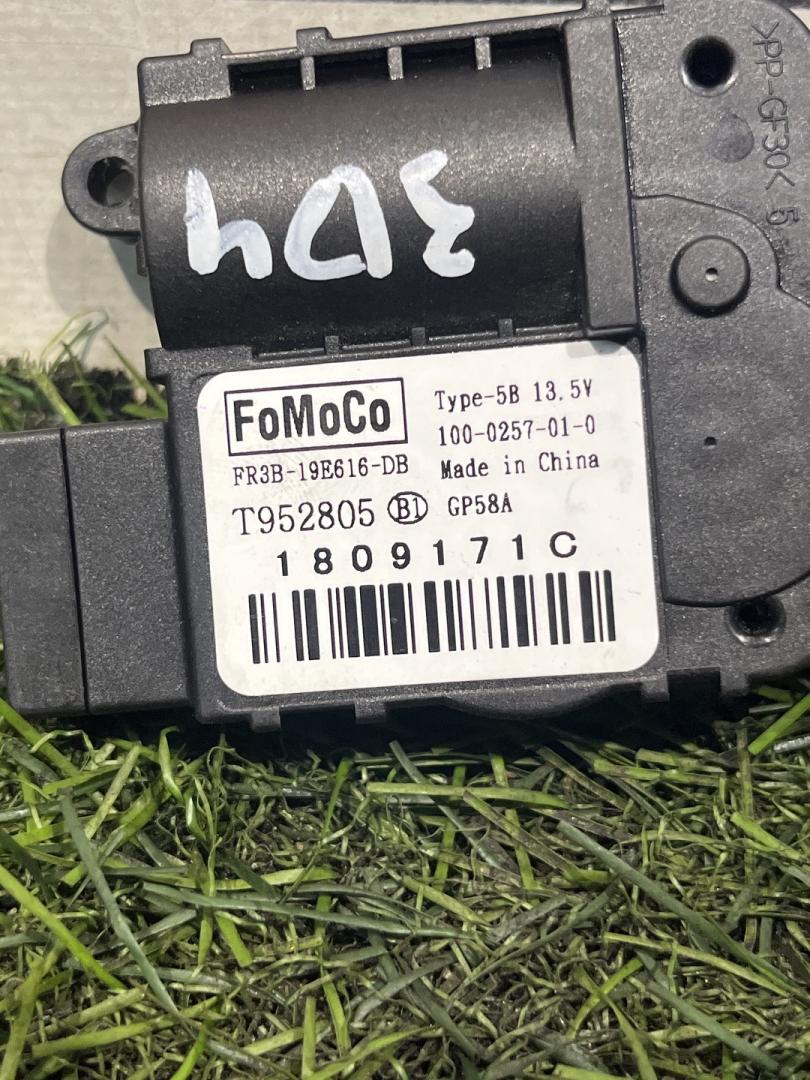 3D4
>PP-GF30< 5
FoMoCo
Type-5B 13.5V
100-0257-01-0
FR3B-19E616-DB
Made in China
T952805 B1 GP58A
1809171C